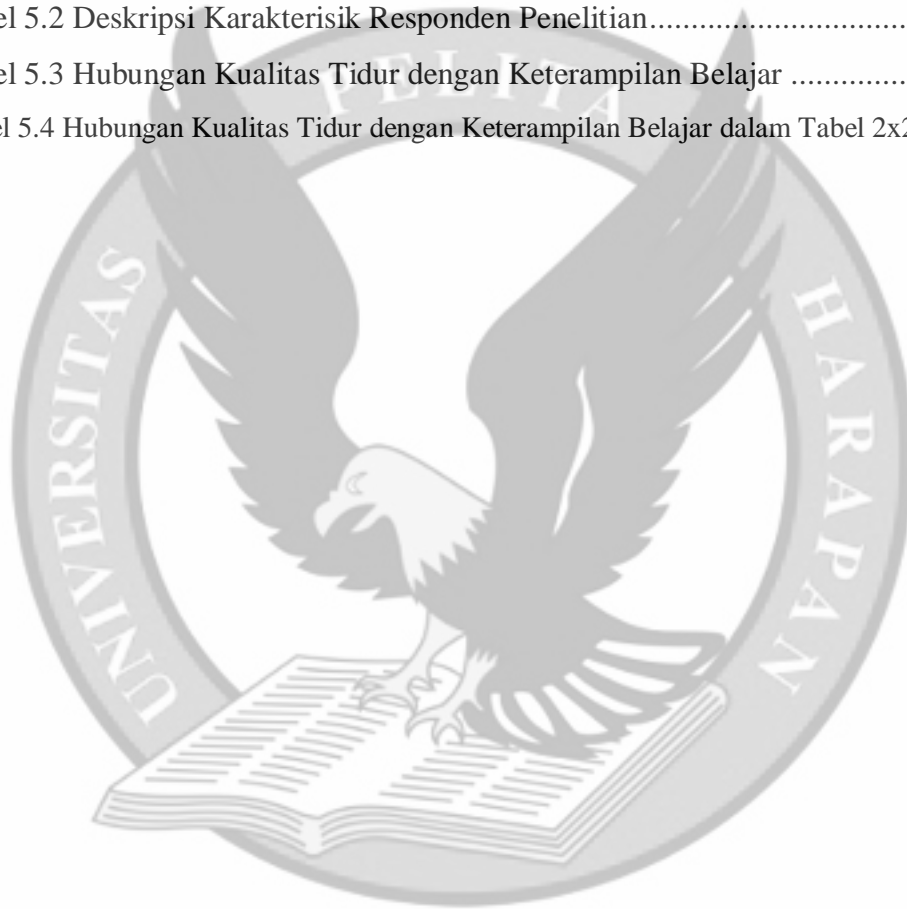 el 5.2 Deskripsi Karakterisik Responden Penelitian................................
el 5.3 Hubungan Kualitas Tidur dengan Keterampilan Belajar ...............
el 5.4 Hubungan Kualitas Tidur dengan Keterampilan Belajar dalam Tabel 2x2
UNIVERSITAS PELITA HARAPAN